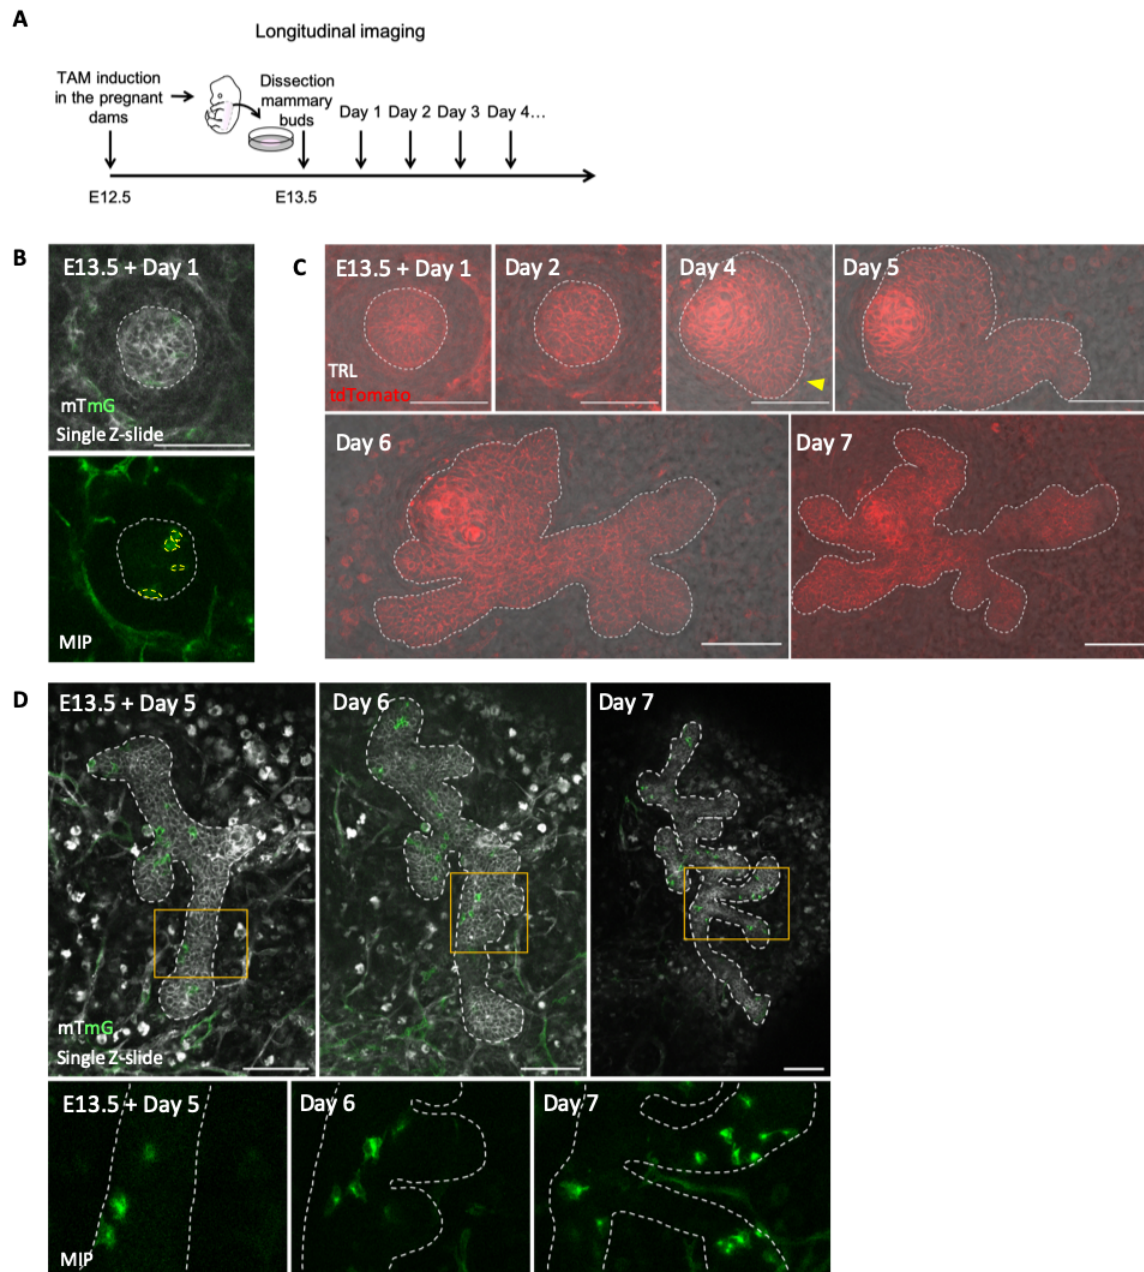 A
Longitudinal imaging
TAM induction
in the pregnant
dams
Dissection
mammary
buds
Day 1
Day 2
Day 3
Day 4...
E12.5
E13.5
B
E13.5 + Day 1
mTmG
Single Z-slide
MIP
C
E13.5 + Day 1
TRL
tdTomato
Day 2
Day 4
Day 5
Day 6
Day 7
D
E13.5 + Day 5
mTmG
Single Z-slide
Day 6
Day 7
E13.5 + Day 5
MIP
Day 6
Day 7